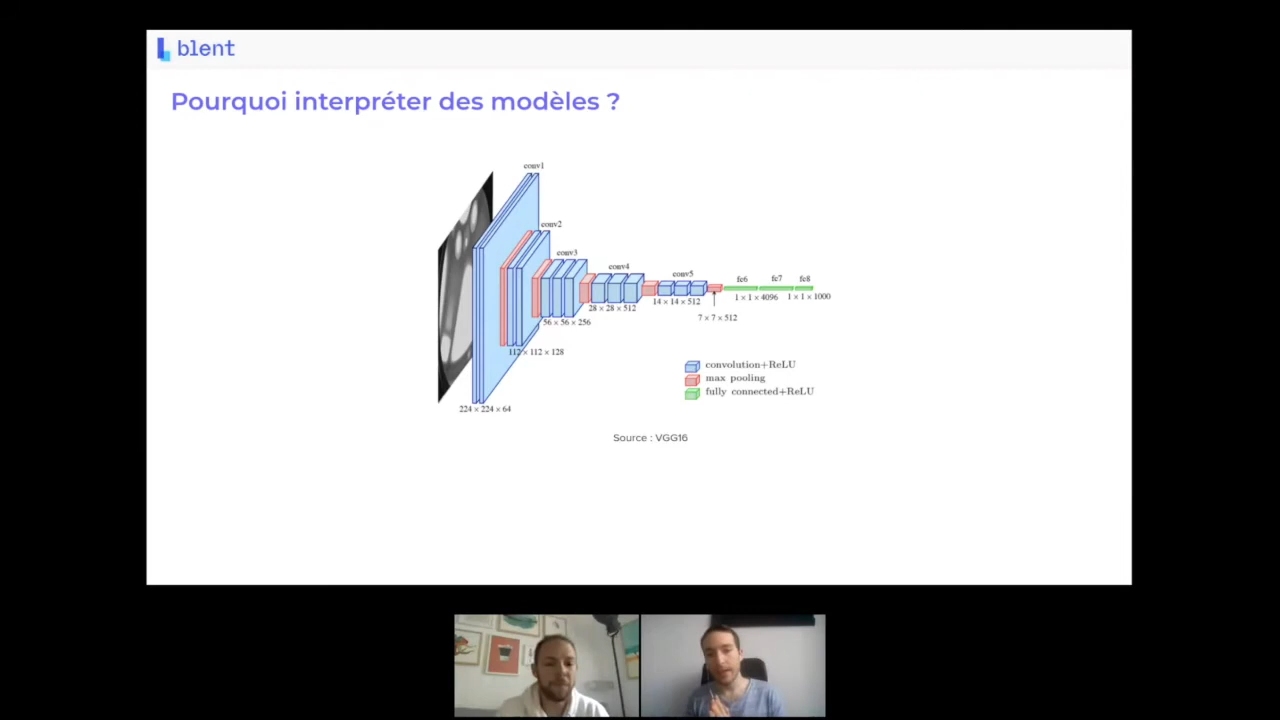 blent
Pourquoi interpréter des modèles ?
conv1
conv2
conv3
conv4
conv5
fc6
fc7
fc8
1 × 1 × 4096
1 × 1 × 1000
14 × 14 × 512
28 × 28 × 512
7 × 7 × 512
56 × 56 × 256
112 × 112 × 128
224 × 224 × 64
convolution+ReLU
max pooling
fully connected+ReLU
Source : VGG16